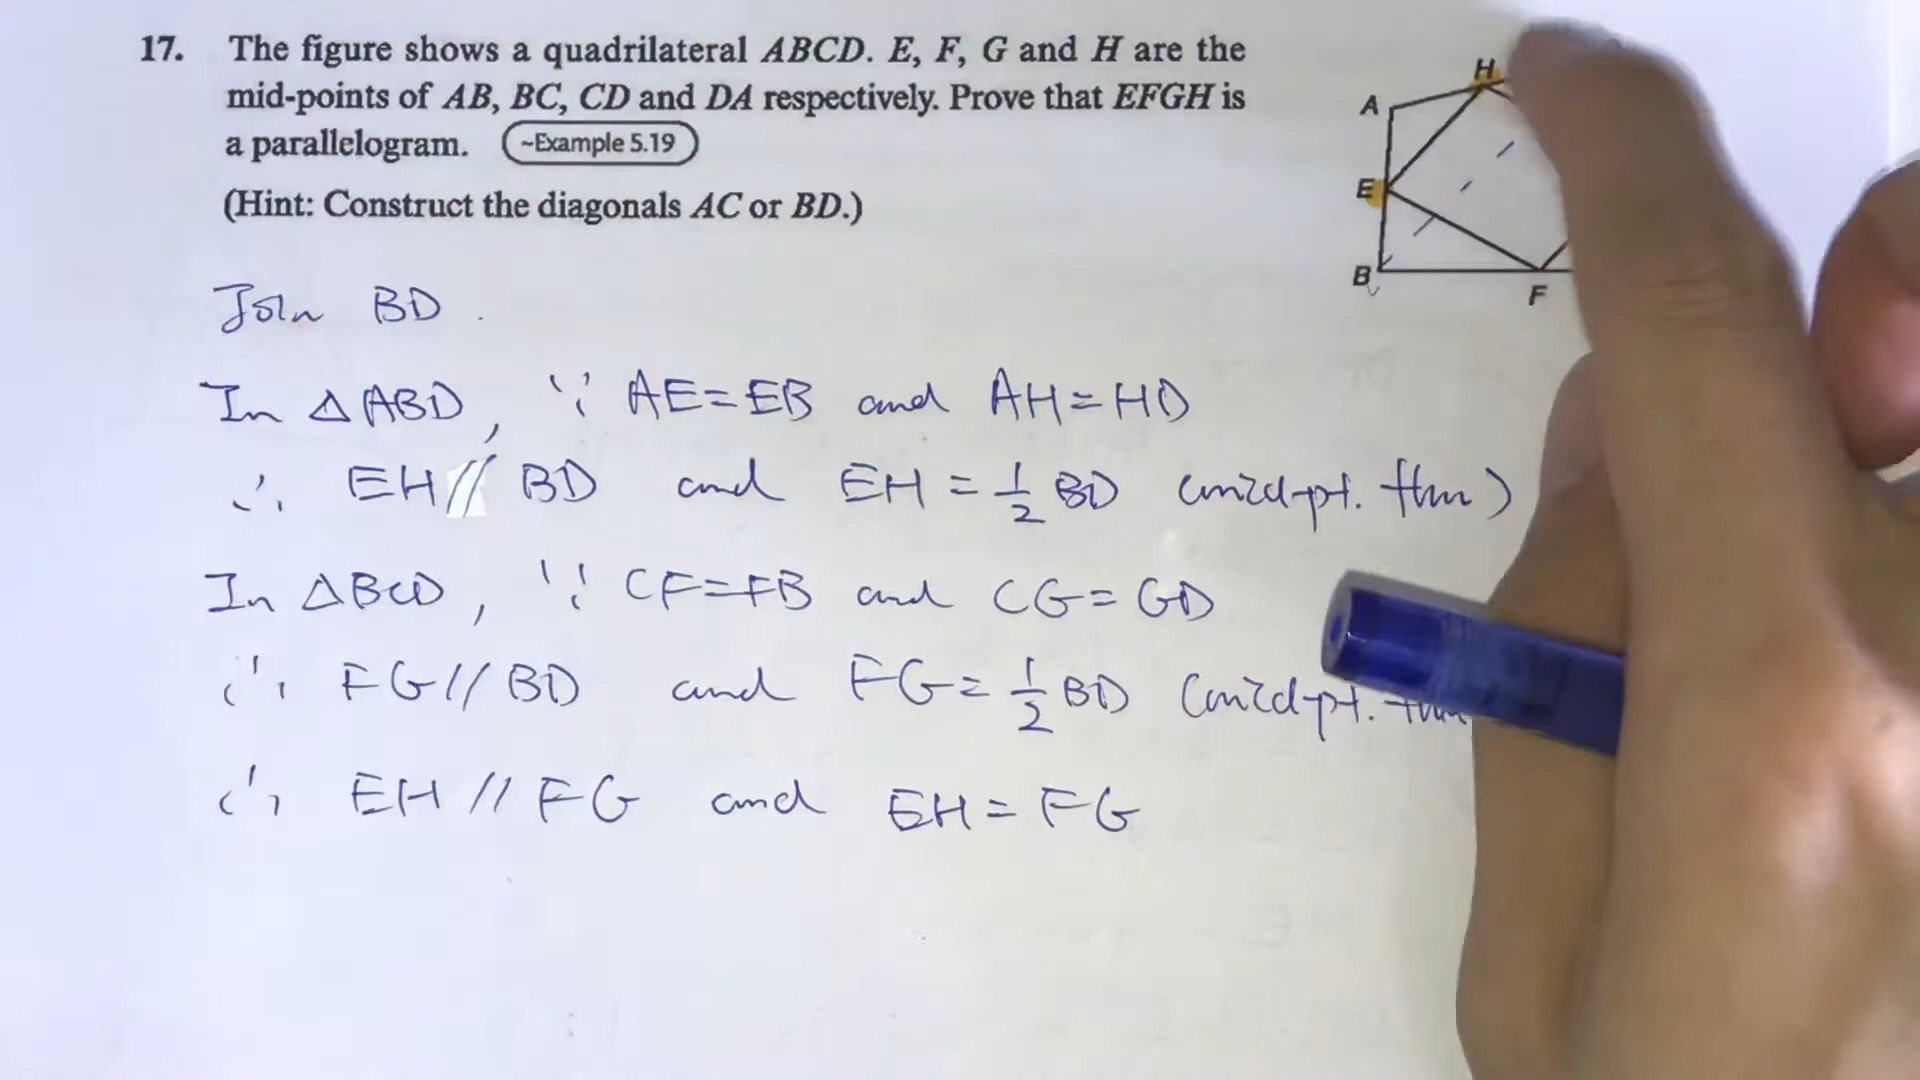 17. The figure shows a quadrilateral ABCD. E, F, G and H are the
mid-points of AB, BC, CD and DA respectively. Prove that EFGH is
a parallelogram. ~Example 5.19
(Hint: Construct the diagonals AC or BD.)
H
A
E
B
F
Join BD.
In △ABD, ∵ AE=EB and AH=HD
∴ EH // BD and EH = 1/2 BD (mid-pt. thm)
In △BCD, ∵ CF=FB and CG=GD
∴ FG // BD and FG = 1/2 BD (mid-pt. thm
∴ EH // FG and EH = FG